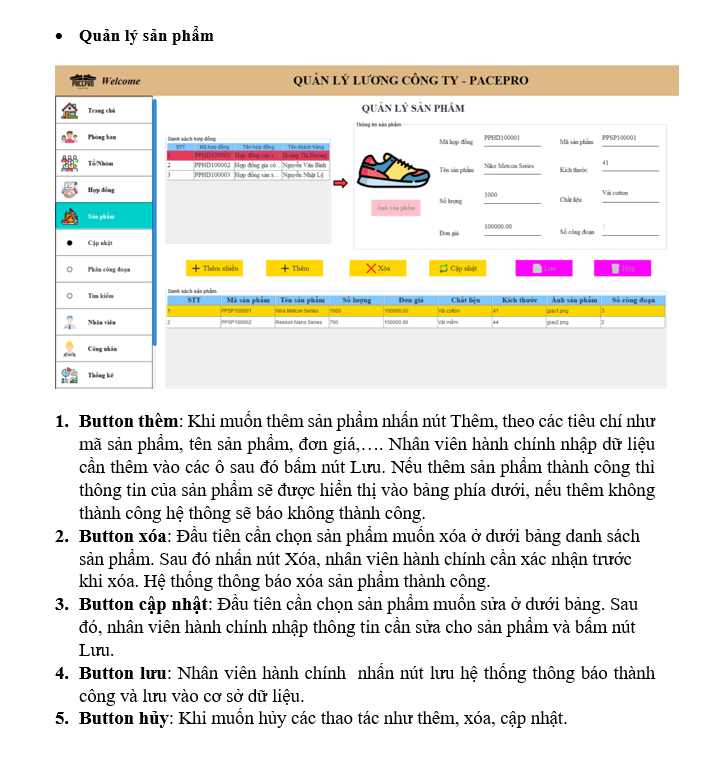 • Quản lý sản phẩm
PACEPRO Welcome QUẢN LÝ LƯƠNG CÔNG TY - PACEPRO
Trang chủ
Phòng ban
Tổ/Nhóm
Hợp đồng
Sản phẩm
Cập nhật
Phân công đoạn
Tìm kiếm
Nhân viên
Công nhân
Thống kê
QUẢN LÝ SẢN PHẨM
Danh sách hợp đồng
STT Mã hợp đồng Tên hợp đồng Tên khách hàng
1 PPHD100001 Hợp đồng sản x... Hoàng Thị Hương
2 PPHD100002 Hợp đồng gia cô... Nguyễn Văn Bình
3 PPHD100003 Hợp đồng sản x... Nguyễn Nhật Lệ
Thông tin sản phẩm
Ảnh sản phẩm
Mã hợp đồng PPHD100001 Mã sản phẩm PPSP100001
Tên sản phẩm Nike Metcon Series Kích thước 41
Số lượng 1000 Chất liệu Vải cotton
Đơn giá 100000.00 Số công đoạn 3
Thêm nhiều Thêm Xóa Cập nhật Lưu Hủy
Danh sách sản phẩm
STT Mã sản phẩm Tên sản phẩm Số lượng Đơn giá Chất liệu Kích thước Ảnh sản phẩm Số công đoạn
1 PPSP100001 Nike Metcon Series 1000 100000.00 Vải cotton 41 giay1.png 3
2 PPSP100002 Reebok Nano Series 700 150000.00 Vải mềm 44 giay2.png 2
1. Button thêm: Khi muốn thêm sản phẩm nhấn nút Thêm, theo các tiêu chí như
mã sản phẩm, tên sản phẩm, đơn giá,…. Nhân viên hành chính nhập dữ liệu
cần thêm vào các ô sau đó bấm nút Lưu. Nếu thêm sản phẩm thành công thì
thông tin của sản phẩm sẽ được hiển thị vào bảng phía dưới, nếu thêm không
thành công hệ thông sẽ báo không thành công.
2. Button xóa: Đầu tiên cần chọn sản phẩm muốn xóa ở dưới bảng danh sách
sản phẩm. Sau đó nhấn nút Xóa, nhân viên hành chính cần xác nhận trước
khi xóa. Hệ thống thông báo xóa sản phẩm thành công.
3. Button cập nhật: Đầu tiên cần chọn sản phẩm muốn sửa ở dưới bảng. Sau
đó, nhân viên hành chính nhập thông tin cần sửa cho sản phẩm và bấm nút
Lưu.
4. Button lưu: Nhân viên hành chính nhấn nút lưu hệ thống thông báo thành
công và lưu vào cơ sở dữ liệu.
5. Button hủy: Khi muốn hủy các thao tác như thêm, xóa, cập nhật.